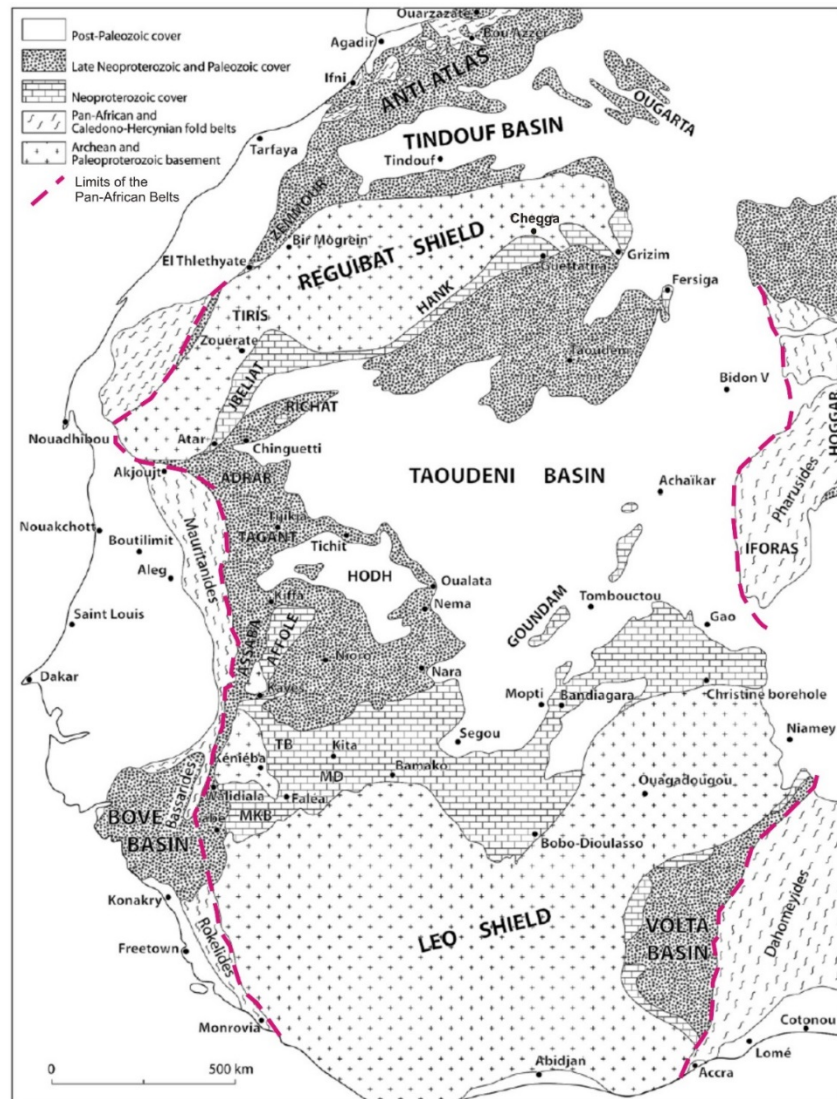 Post-Paleozoic cover
Late Neoproterozoic and Paleozoic cover
Neoproterozoic cover
Pan-African and
Caledono-Hercynian fold belts
Archean and
Paleoproterozoic basement
Limits of the
Pan-African Belts
Ouarzazate
Bou Azzer
Agadir
Ifni
ANTI ATLAS
OUGARTA
TINDOUF BASIN
Tarfaya
Tindouf
ZEMMOUR
Chegga
Bir Mogrein
REGUIBAT SHIELD
El Thlethyate
Grizim
Fersiga
HANK
TIRIS
Zouerate
Taoudeni
Bidon V
JBELIAT
RICHAT
HOGGAR
Nouadhibou
Atar
Chinguetti
Akjoujt
ADRAR
TAOUDENI BASIN
Achaïkar
Pharusides
Nouakchott
Mauritanides
Boutilimit
TAGANT
Tichit
IFORAS
Aleg
HODH
Oualata
Kiffa
Nema
Tombouctou
GOUNDAM
Gao
Saint Louis
ASSABA
AFFOLE
Nioro
Nara
Dakar
Kayes
Mopti
Bandiagara
Christine borehole
Segou
Niamey
Kéniéba
TB
Kita
MD
Bamako
Ouagadougou
Bassarides
Walidiala
Falea
MKB
BOVE
BASIN
Bobo-Dioulasso
Konakry
Rokelides
Freetown
LEO SHIELD
VOLTA
BASIN
Dahomeyides
Monrovia
Cotonou
Lomé
Abidjan
Accra
0 500 km